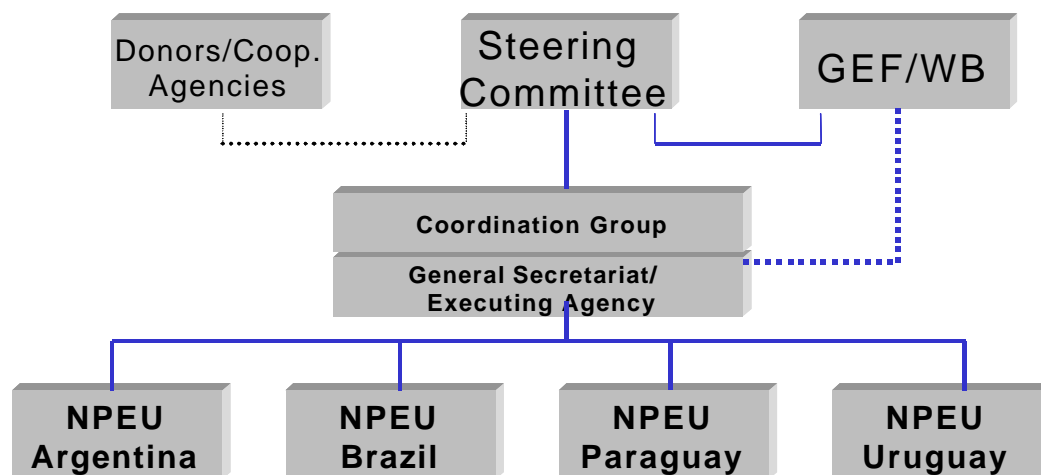 Donors/Coop.
Agencies
Steering
Committee
GEF/WB
Coordination Group
General Secretariat/
Executing Agency
NPEU
Argentina
NPEU
Brazil
NPEU
Paraguay
NPEU
Uruguay